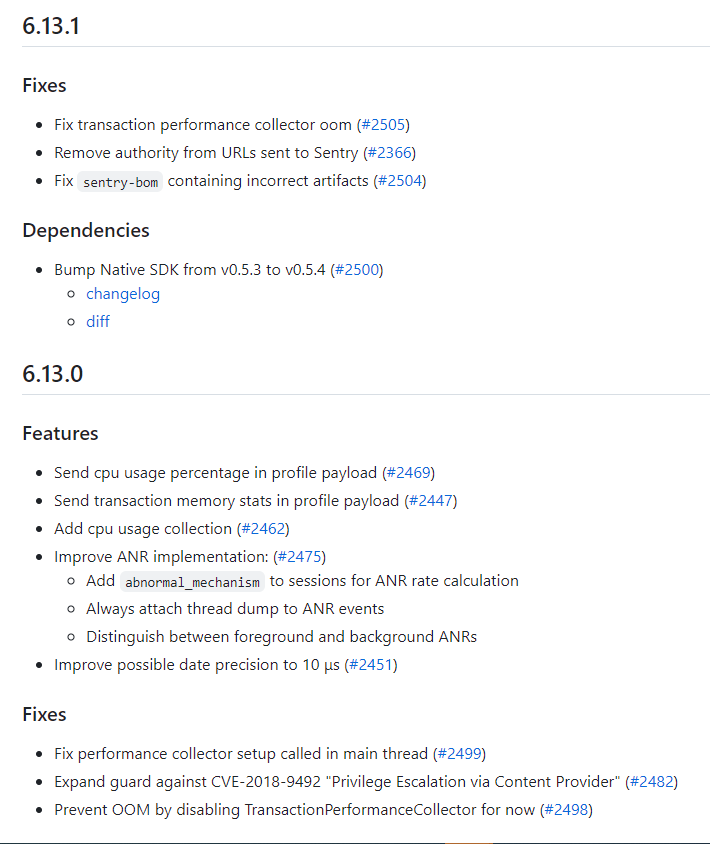 6.13.1
Fixes
Fix transaction performance collector oom (#2505)
Remove authority from URLs sent to Sentry (#2366)
Fix sentry-bom containing incorrect artifacts (#2504)
Dependencies
Bump Native SDK from v0.5.3 to v0.5.4 (#2500)
changelog
diff
6.13.0
Features
Send cpu usage percentage in profile payload (#2469)
Send transaction memory stats in profile payload (#2447)
Add cpu usage collection (#2462)
Improve ANR implementation: (#2475)
Add abnormal_mechanism to sessions for ANR rate calculation
Always attach thread dump to ANR events
Distinguish between foreground and background ANRs
Improve possible date precision to 10 μs (#2451)
Fixes
Fix performance collector setup called in main thread (#2499)
Expand guard against CVE-2018-9492 "Privilege Escalation via Content Provider" (#2482)
Prevent OOM by disabling TransactionPerformanceCollector for now (#2498)